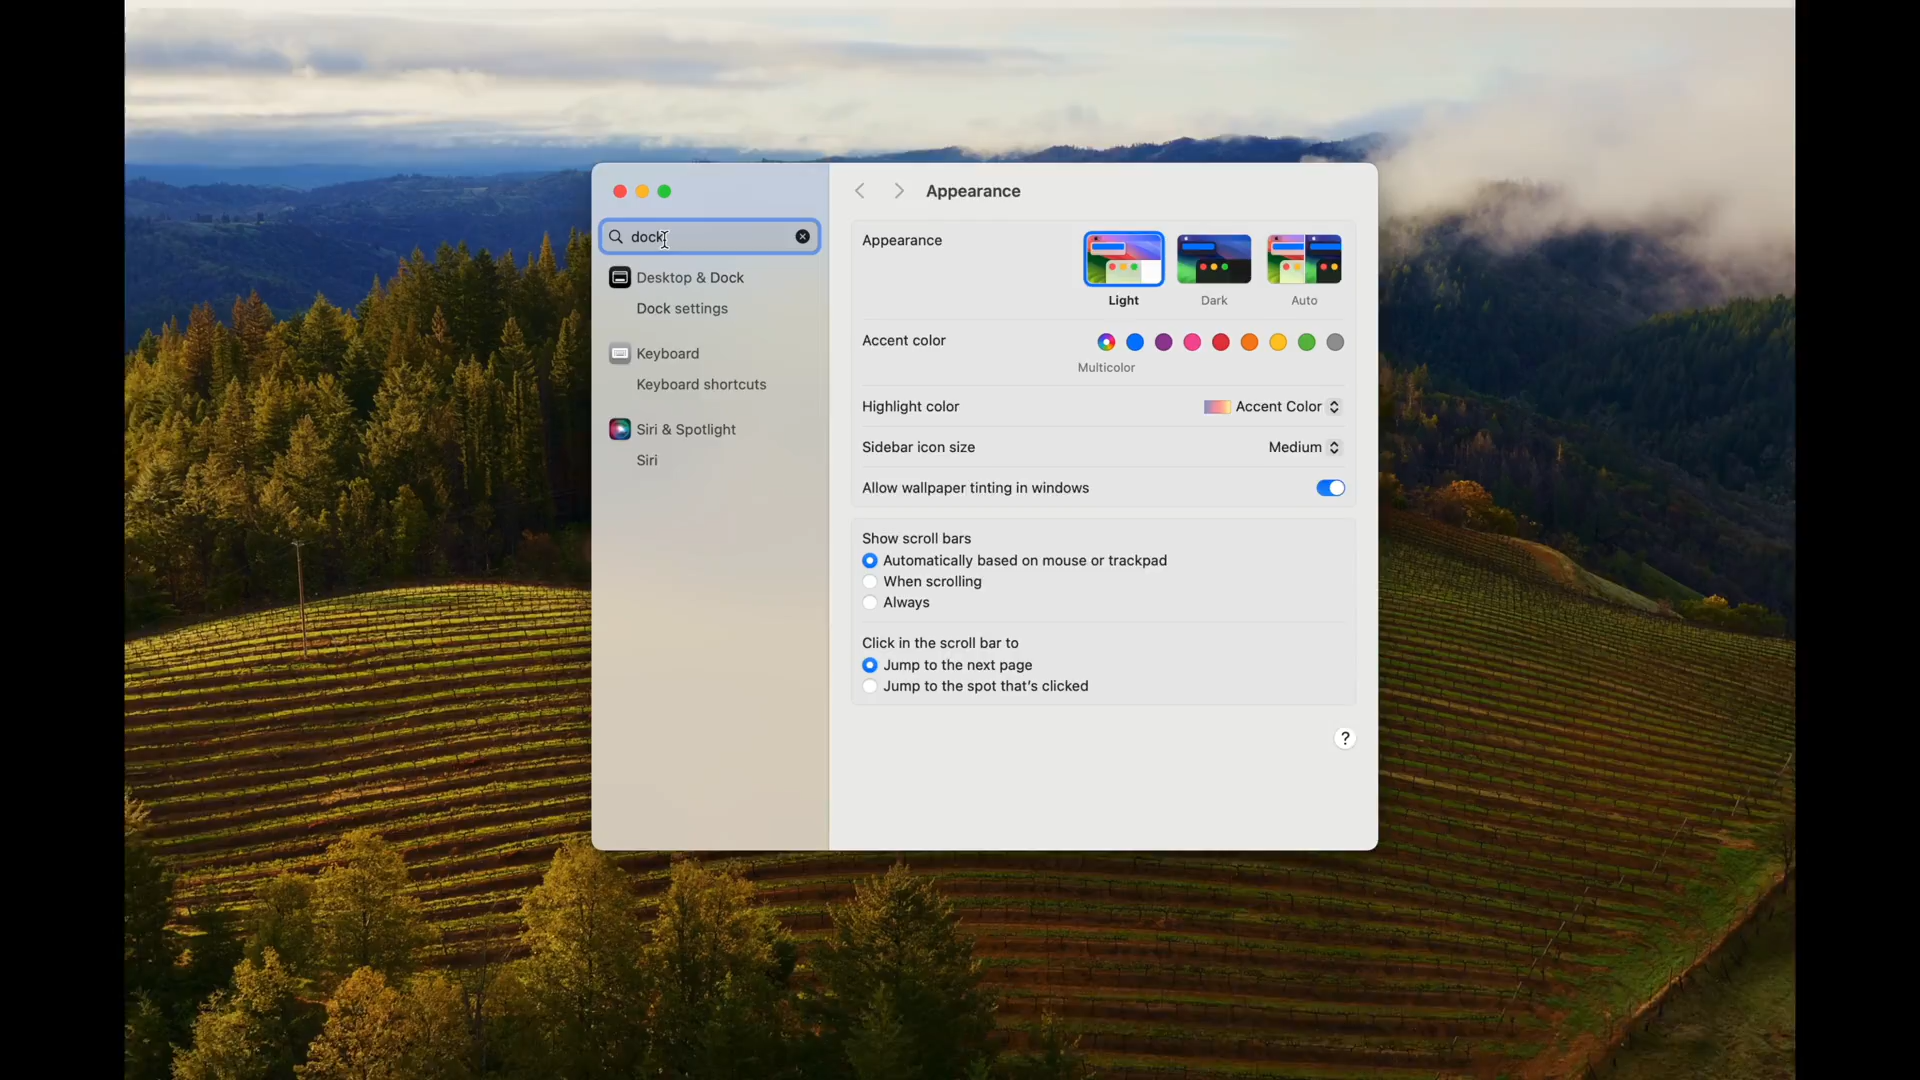 dock
Desktop & Dock
Dock settings
Keyboard
Keyboard shortcuts
Siri & Spotlight
Siri
Appearance
Appearance
Light
Dark
Auto
Accent color
Multicolor
Highlight color
Accent Color
Sidebar icon size
Medium
Allow wallpaper tinting in windows
Show scroll bars
Automatically based on mouse or trackpad
When scrolling
Always
Click in the scroll bar to
Jump to the next page
Jump to the spot that's clicked
?